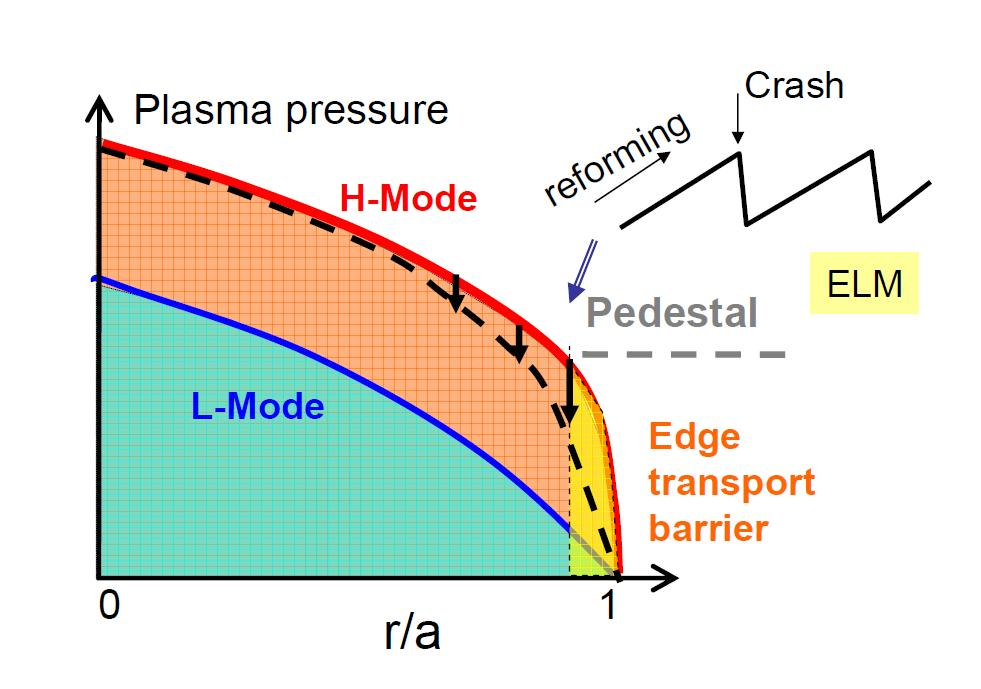 Crash
Plasma pressure
reforming
H-Mode
ELM
Pedestal
L-Mode
Edge
transport
barrier
0
1
r/a